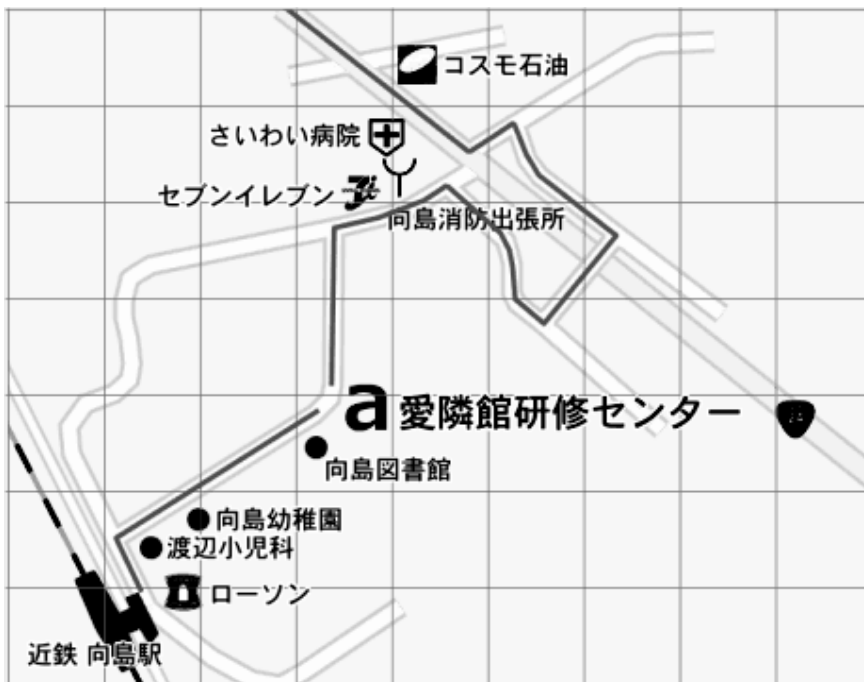 コスモ石油
さいわい病院
セブンイレブン
向島消防出張所
a 愛隣館研修センター
向島図書館
向島幼稚園
渡辺小児科
ローソン
近鉄 向島駅